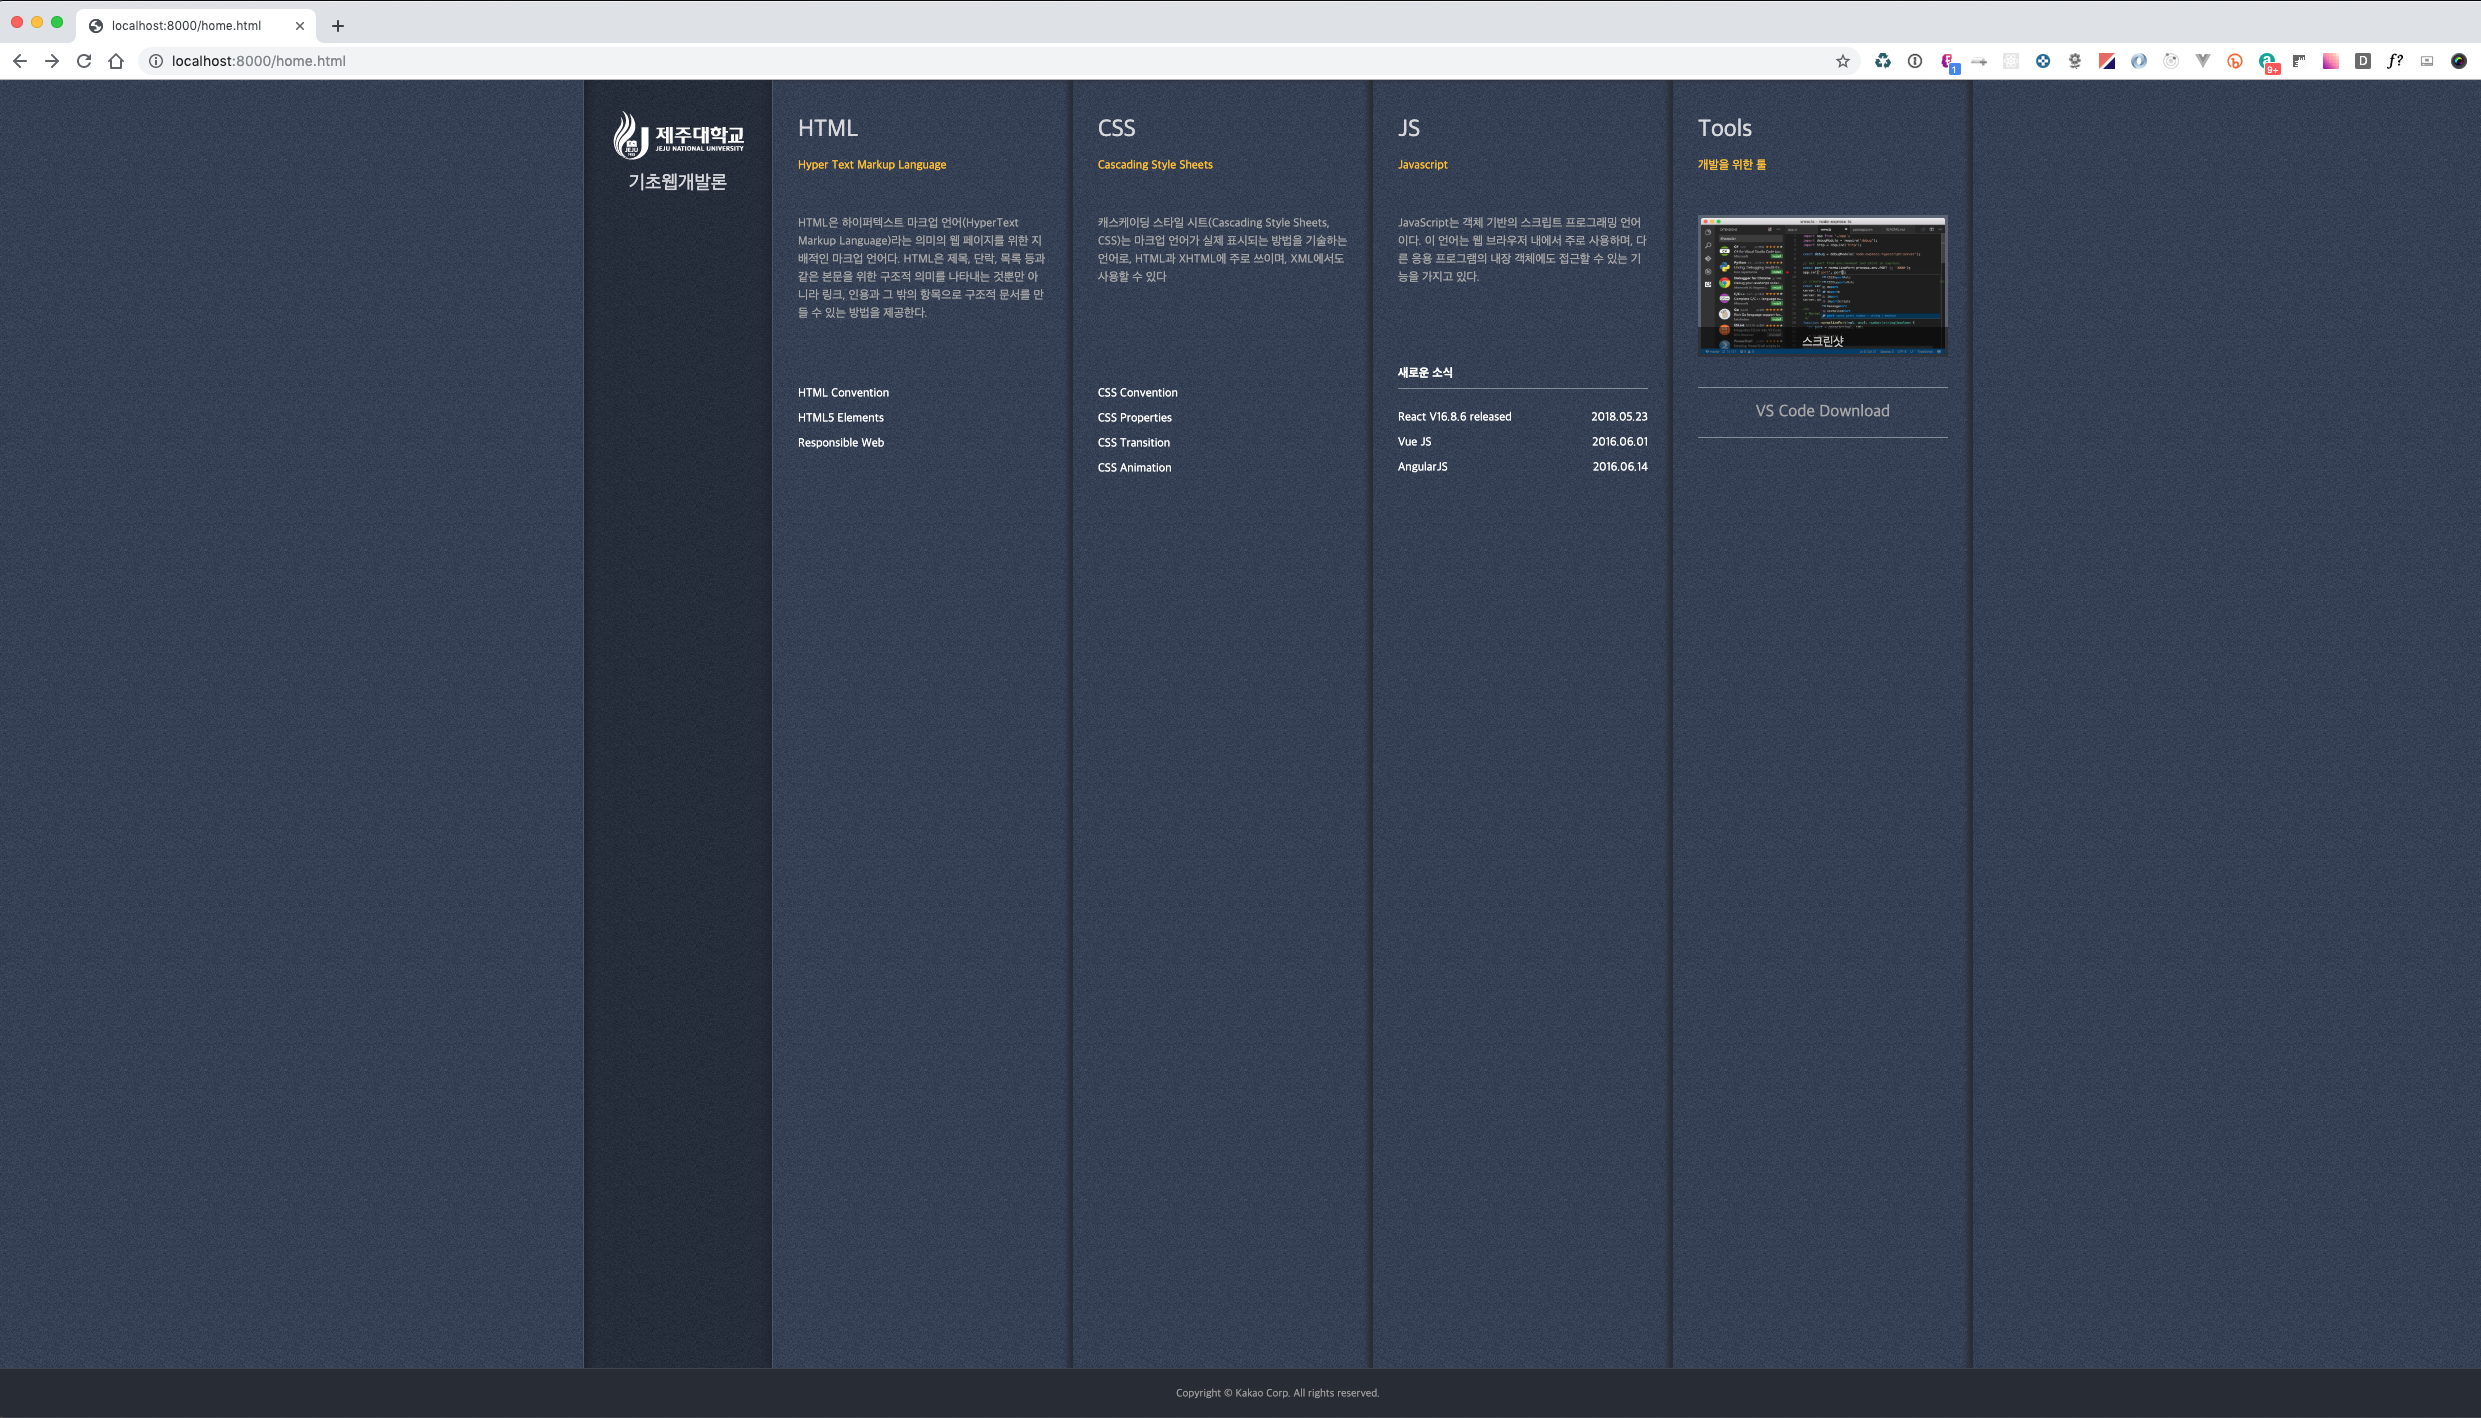 localhost:8000/home.html
localhost:8000/home.html
1
9+
D
f?
제주대학교
JEJU NATIONAL UNIVERSITY
기초웹개발론
HTML
Hyper Text Markup Language
HTML은 하이퍼텍스트 마크업 언어(HyperText
Markup Language)라는 의미의 웹 페이지를 위한 지
배적인 마크업 언어다. HTML은 제목, 단락, 목록 등과
같은 본문을 위한 구조적 의미를 나타내는 것뿐만 아
니라 링크, 인용과 그 밖의 항목으로 구조적 문서를 만
들 수 있는 방법을 제공한다.
HTML Convention
HTML5 Elements
Responsible Web
CSS
Cascading Style Sheets
캐스케이딩 스타일 시트(Cascading Style Sheets,
CSS)는 마크업 언어가 실제 표시되는 방법을 기술하는
언어로, HTML과 XHTML에 주로 쓰이며, XML에서도
사용할 수 있다
CSS Convention
CSS Properties
CSS Transition
CSS Animation
JS
Javascript
JavaScript는 객체 기반의 스크립트 프로그래밍 언어
이다. 이 언어는 웹 브라우저 내에서 주로 사용하며, 다
른 응용 프로그램의 내장 객체에도 접근할 수 있는 기
능을 가지고 있다.
새로운 소식
React V16.8.6 released 2018.05.23
Vue JS 2016.06.01
AngularJS 2016.06.14
Tools
개발을 위한 툴
스크린샷
VS Code Download
Copyright © Kakao Corp. All rights reserved.